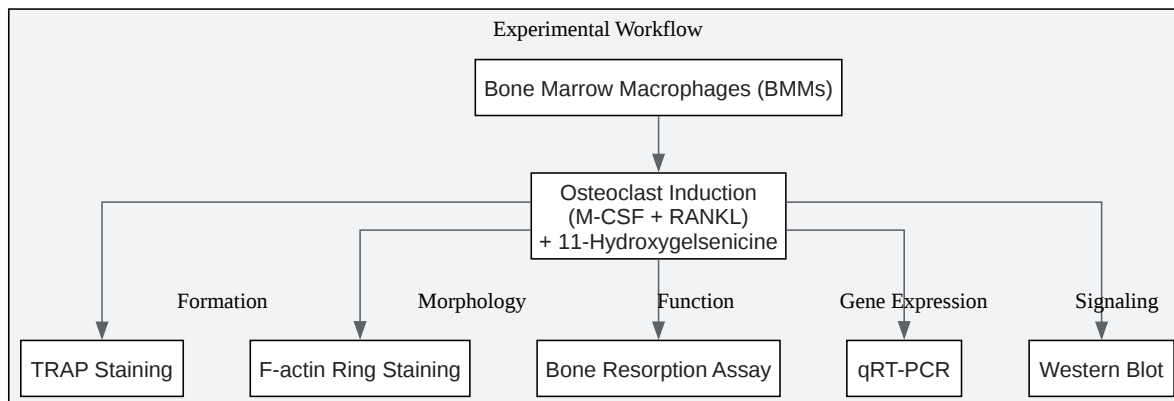 Experimental Workflow
Bone Marrow Macrophages (BMMs)
Osteoclast Induction
(M-CSF + RANKL)
+ 11-Hydroxygelsenicine
Formation
Morphology
Function
Gene Expression
Signaling
TRAP Staining
F-actin Ring Staining
Bone Resorption Assay
qRT-PCR
Western Blot